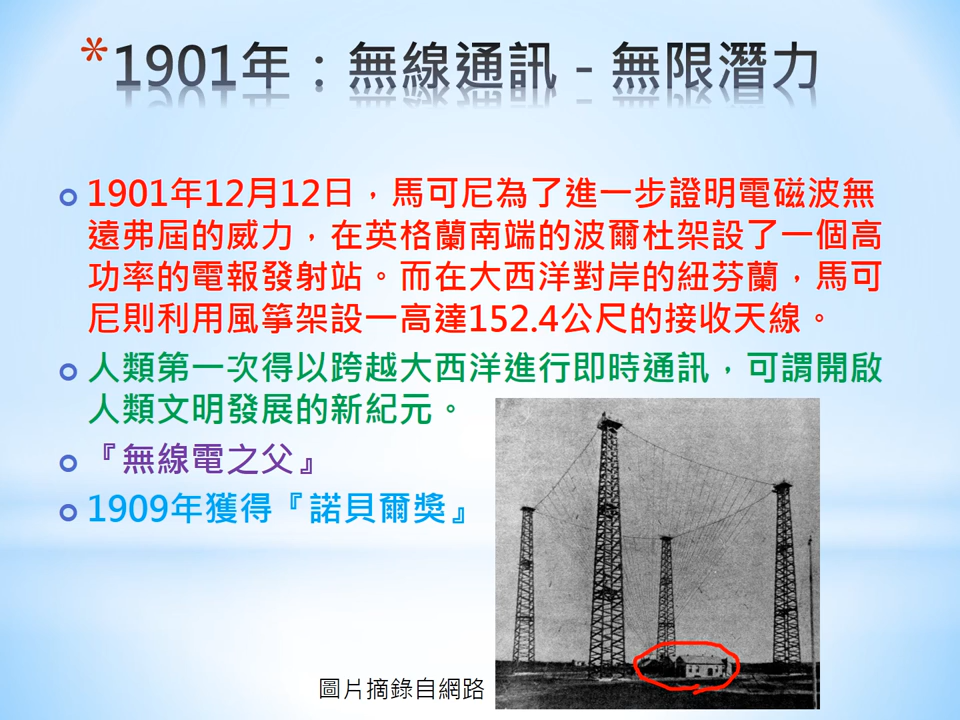 *1901年：無線通訊 - 無限潛力
1901年12月12日，馬可尼為了進一步證明電磁波無
遠弗屆的威力，在英格蘭南端的波爾杜架設了一個高
功率的電報發射站。而在大西洋對岸的紐芬蘭，馬可
尼則利用風箏架設一高達152.4公尺的接收天線。
人類第一次得以跨越大西洋進行即時通訊，可謂開啟
人類文明發展的新紀元。
『無線電之父』
1909年獲得『諾貝爾獎』
圖片摘錄自網路